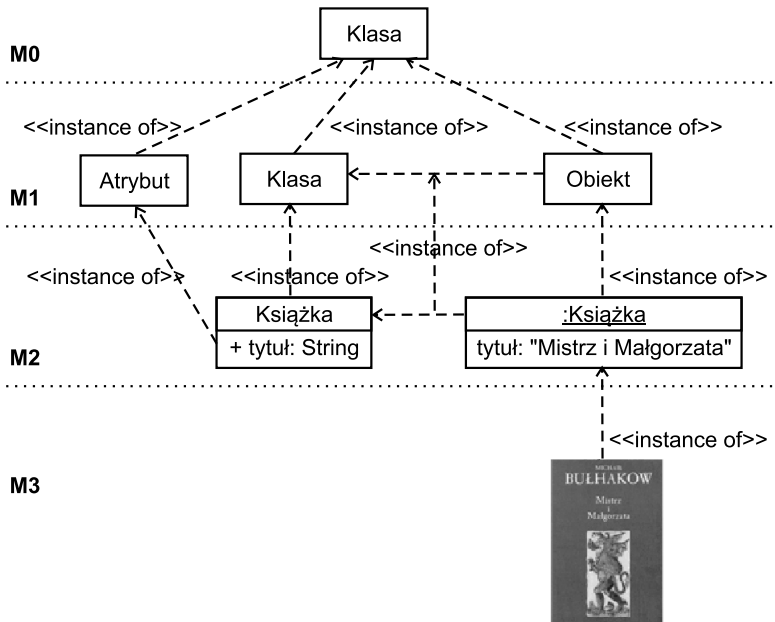 Klasa
M0
<<instance of>>
<<instance of>>
<<instance of>>
Atrybut
Klasa
Obiekt
M1
<<instance of>>
<<instance of>>
<<instance of>>
<<instance of>>
Książka
:Książka
M2
+ tytuł: String
tytuł: "Mistrz i Małgorzata"
<<instance of>>
M3
MICHAIŁ
BUŁHAKOW
Mistrz
i
Małgorzata